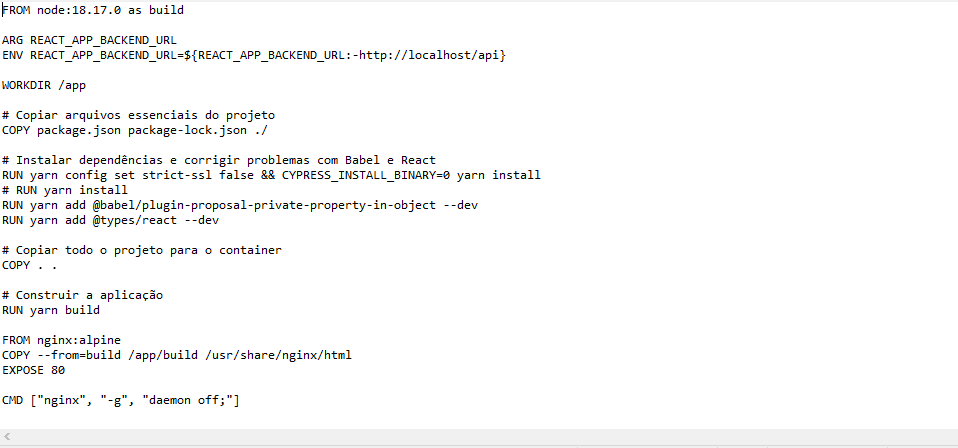 FROM node:18.17.0 as build
ARG REACT_APP_BACKEND_URL
ENV REACT_APP_BACKEND_URL=${REACT_APP_BACKEND_URL:-http://localhost/api}
WORKDIR /app
# Copiar arquivos essenciais do projeto
COPY package.json package-lock.json ./
# Instalar dependências e corrigir problemas com Babel e React
RUN yarn config set strict-ssl false && CYPRESS_INSTALL_BINARY=0 yarn install
# RUN yarn install
RUN yarn add @babel/plugin-proposal-private-property-in-object --dev
RUN yarn add @types/react --dev
# Copiar todo o projeto para o container
COPY . .
# Construir a aplicação
RUN yarn build
FROM nginx:alpine
COPY --from=build /app/build /usr/share/nginx/html
EXPOSE 80
CMD ["nginx", "-g", "daemon off;"]